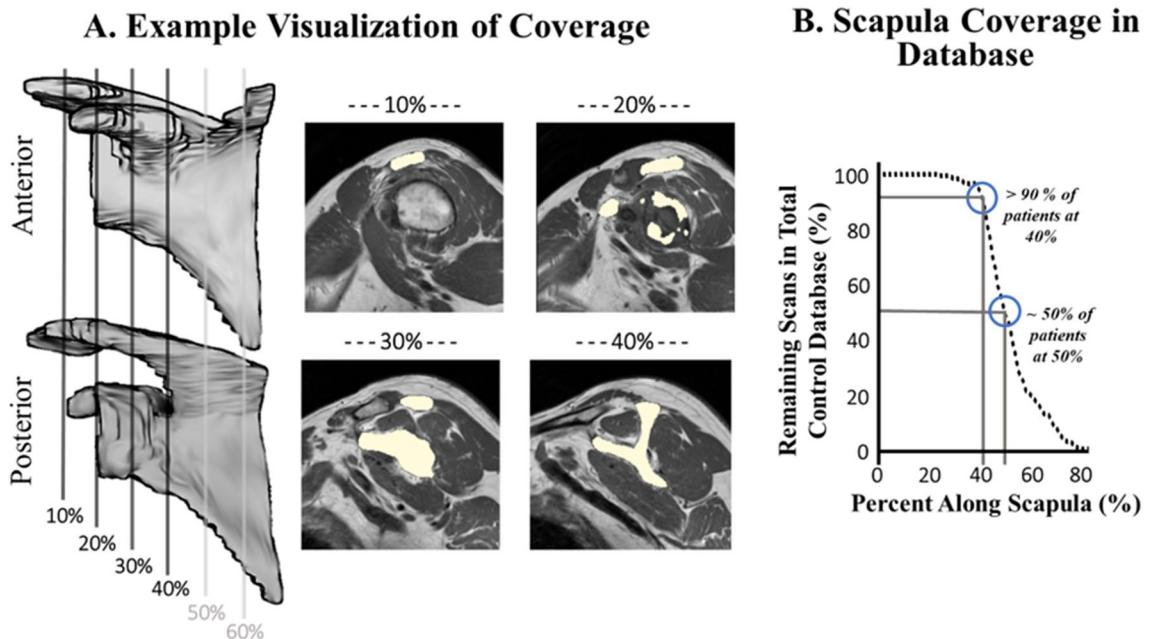 A. Example Visualization of Coverage
Anterior
Posterior
10%
20%
30%
40%
50%
60%
---10%---
---20%---
---30%---
---40%---
B. Scapula Coverage in
Database
Remaining Scans in Total
Control Database (%)
100
80
60
40
20
0
0 20 40 60 80
Percent Along Scapula (%)
> 90 % of
patients at
40%
~ 50% of
patients
at 50%